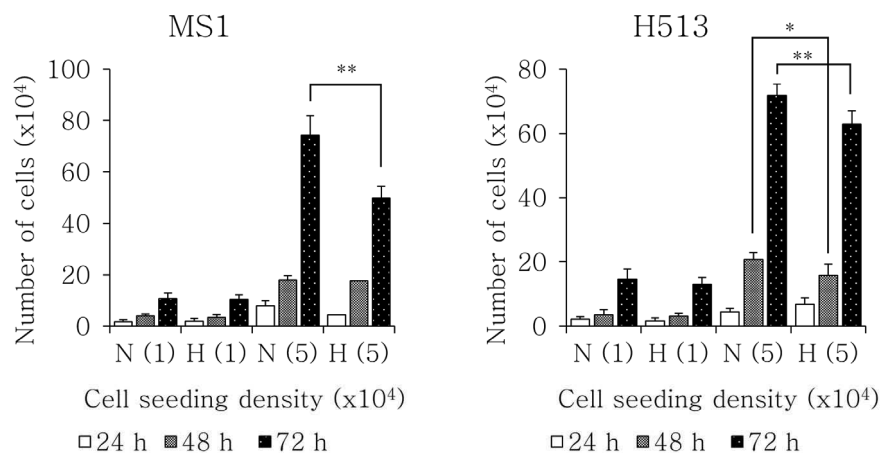 MS1
Number of cells (x10⁴)
100
80
60
40
20
0
**
N (1) H (1) N (5) H (5)
Cell seeding density (x10⁴)
24 h 48 h 72 h
H513
Number of cells (x10⁴)
80
60
40
20
0
*
**
N (1) H (1) N (5) H (5)
Cell seeding density (x10⁴)
24 h 48 h 72 h